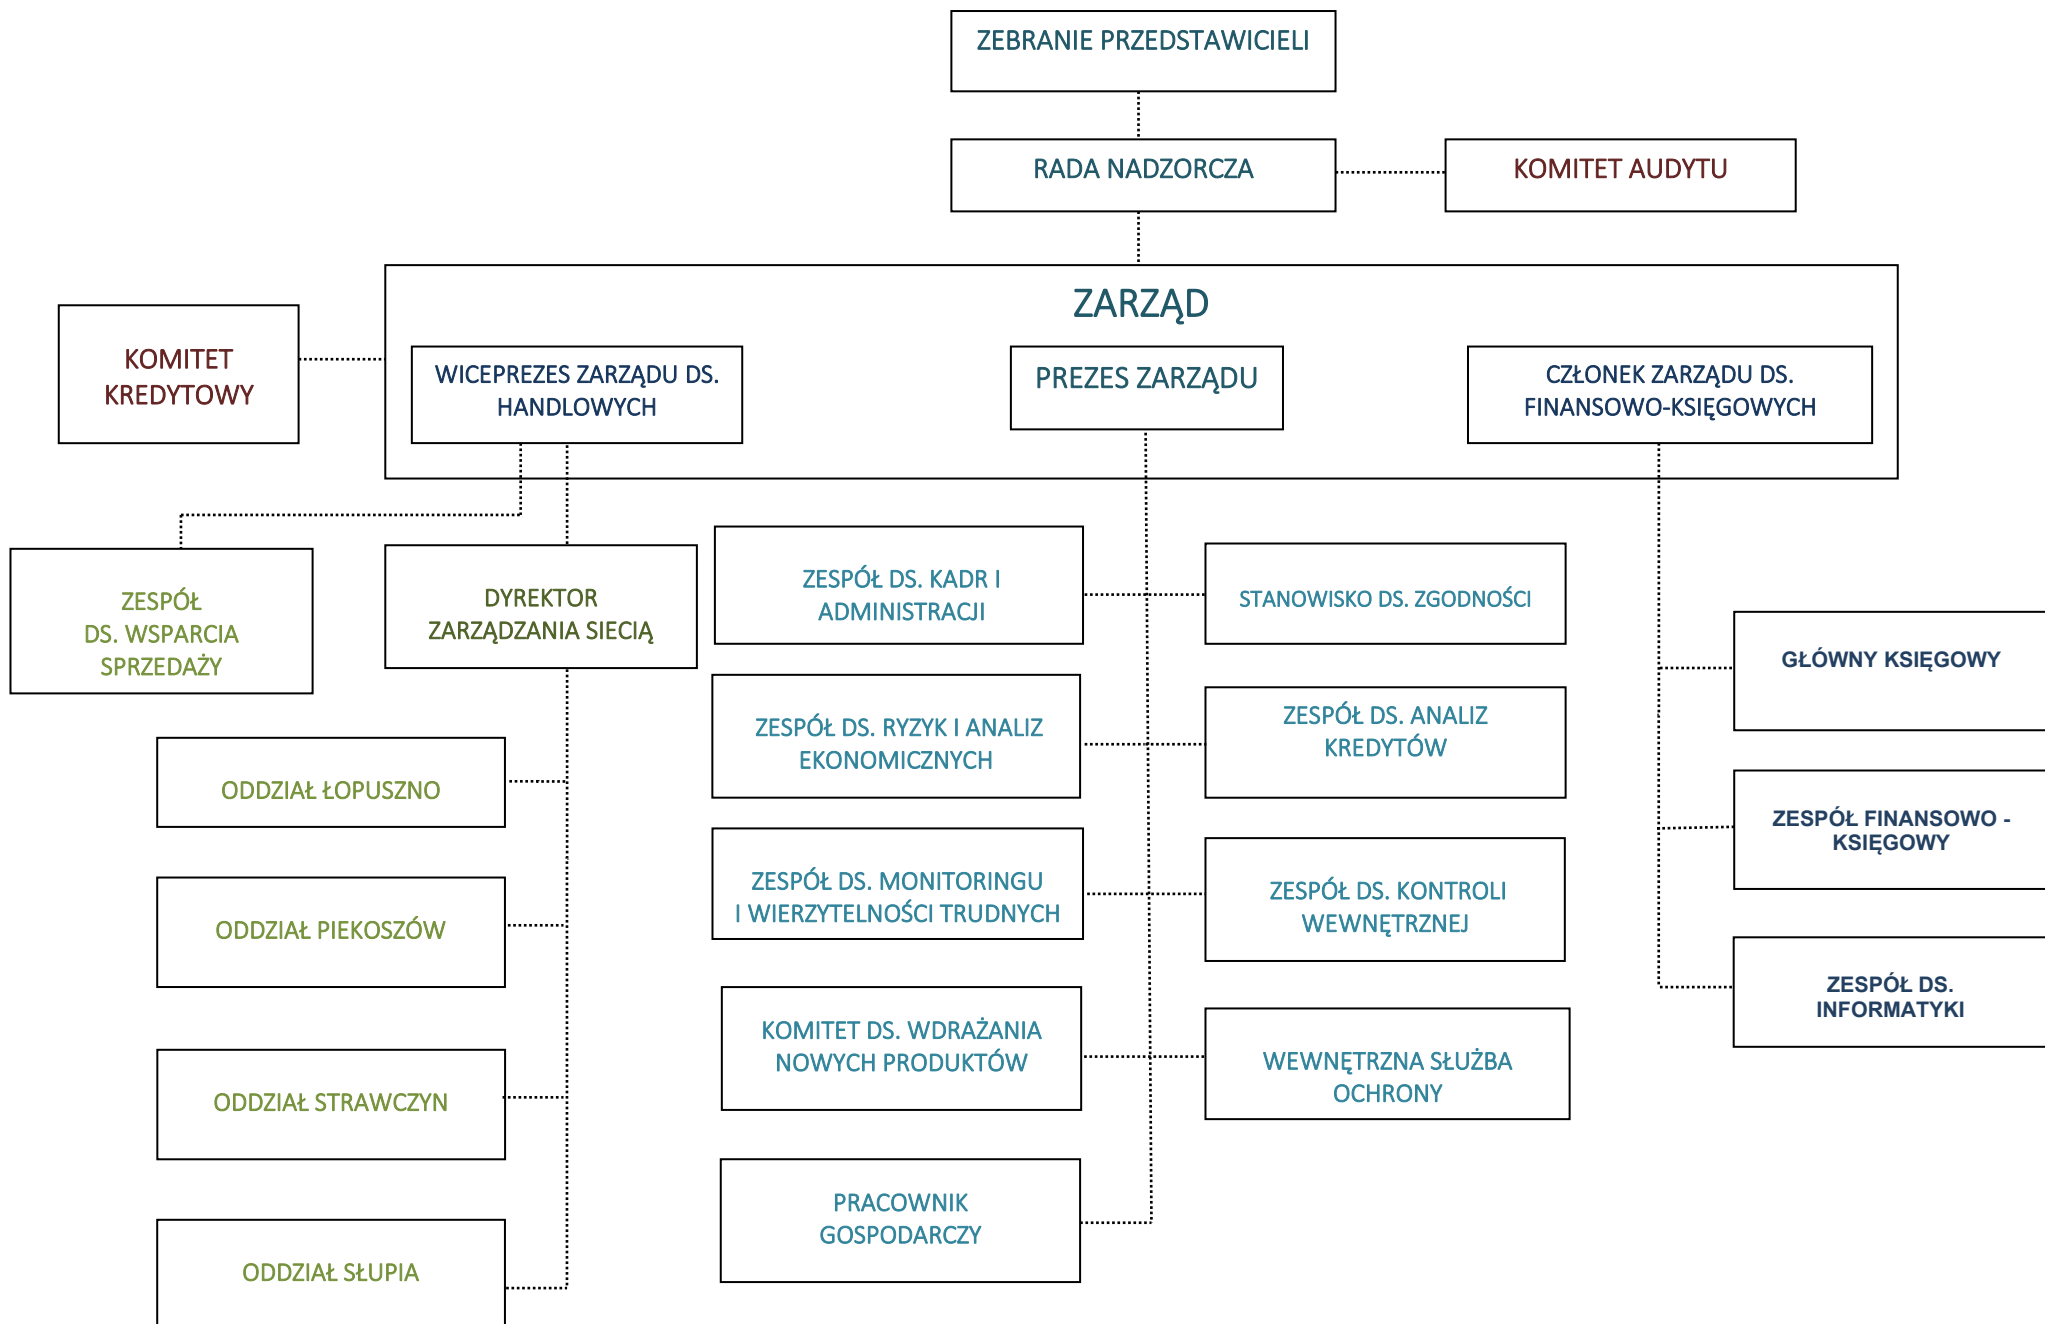 ZEBRANIE PRZEDSTAWICIELI
RADA NADZORCZA
KOMITET AUDYTU
ZARZĄD
KOMITET
KREDYTOWY
WICEPREZES ZARZĄDU DS.
HANDLOWYCH
PREZES ZARZĄDU
CZŁONEK ZARZĄDU DS.
FINANSOWO-KSIĘGOWYCH
ZESPÓŁ
DS. WSPARCIA
SPRZEDAŻY
DYREKTOR
ZARZĄDZANIA SIECIĄ
ODDZIAŁ ŁOPUSZNO
ODDZIAŁ PIEKOSZÓW
ODDZIAŁ STRAWCZYN
ODDZIAŁ SŁUPIA
ZESPÓŁ DS. KADR I
ADMINISTRACJI
STANOWISKO DS. ZGODNOŚCI
ZESPÓŁ DS. RYZYK I ANALIZ
EKONOMICZNYCH
ZESPÓŁ DS. ANALIZ
KREDYTÓW
ZESPÓŁ DS. MONITORINGU
I WIERZYTELNOŚCI TRUDNYCH
ZESPÓŁ DS. KONTROLI
WEWNĘTRZNEJ
KOMITET DS. WDRAŻANIA
NOWYCH PRODUKTÓW
WEWNĘTRZNA SŁUŻBA
OCHRONY
PRACOWNIK
GOSPODARCZY
GŁÓWNY KSIĘGOWY
ZESPÓŁ FINANSOWO -
KSIĘGOWY
ZESPÓŁ DS.
INFORMATYKI